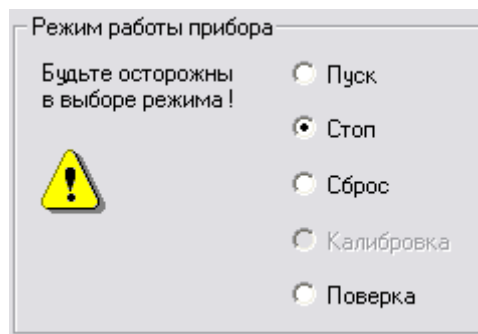 Режим работы прибора
Будьте осторожны
в выборе режима !
Пуск
Стоп
Сброс
Калибровка
Поверка